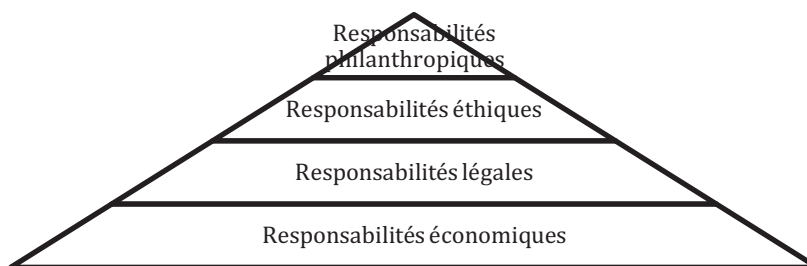 Responsabilités
philanthropiques
Responsabilités éthiques
Responsabilités légales
Responsabilités économiques